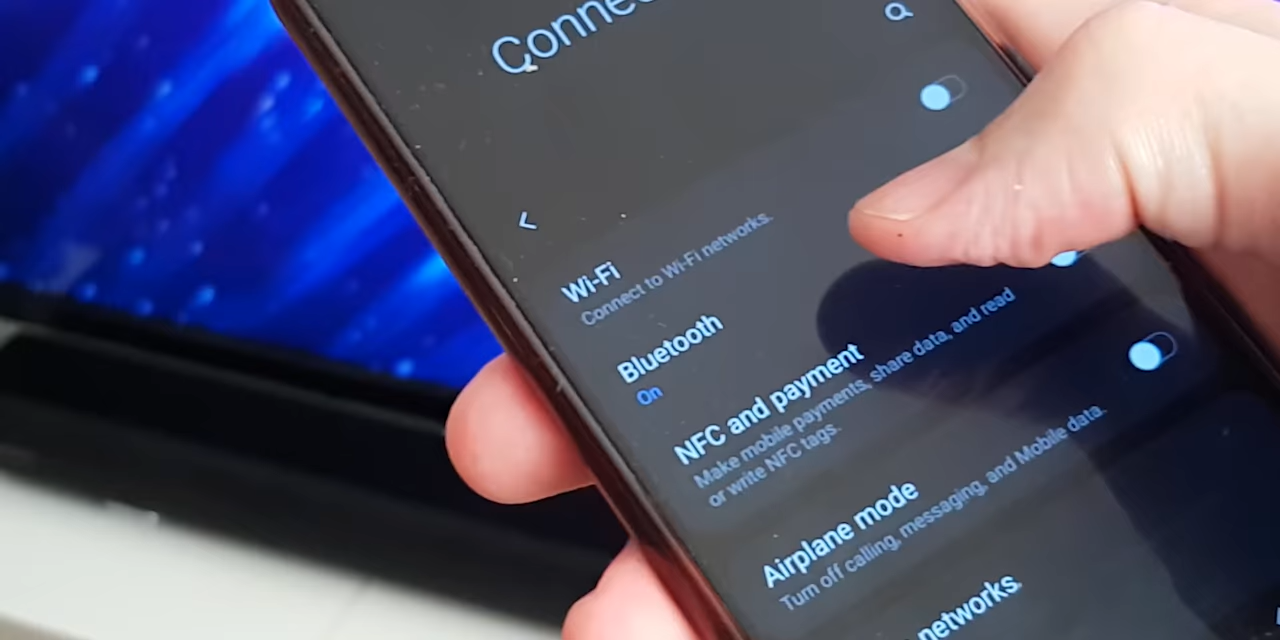 Connec
Wi-Fi
Connect to Wi-Fi networks.
Bluetooth
On
NFC and payment
Make mobile payments, share data, and read
or write NFC tags.
Airplane mode
Turn off calling, messaging, and Mobile data.
networks